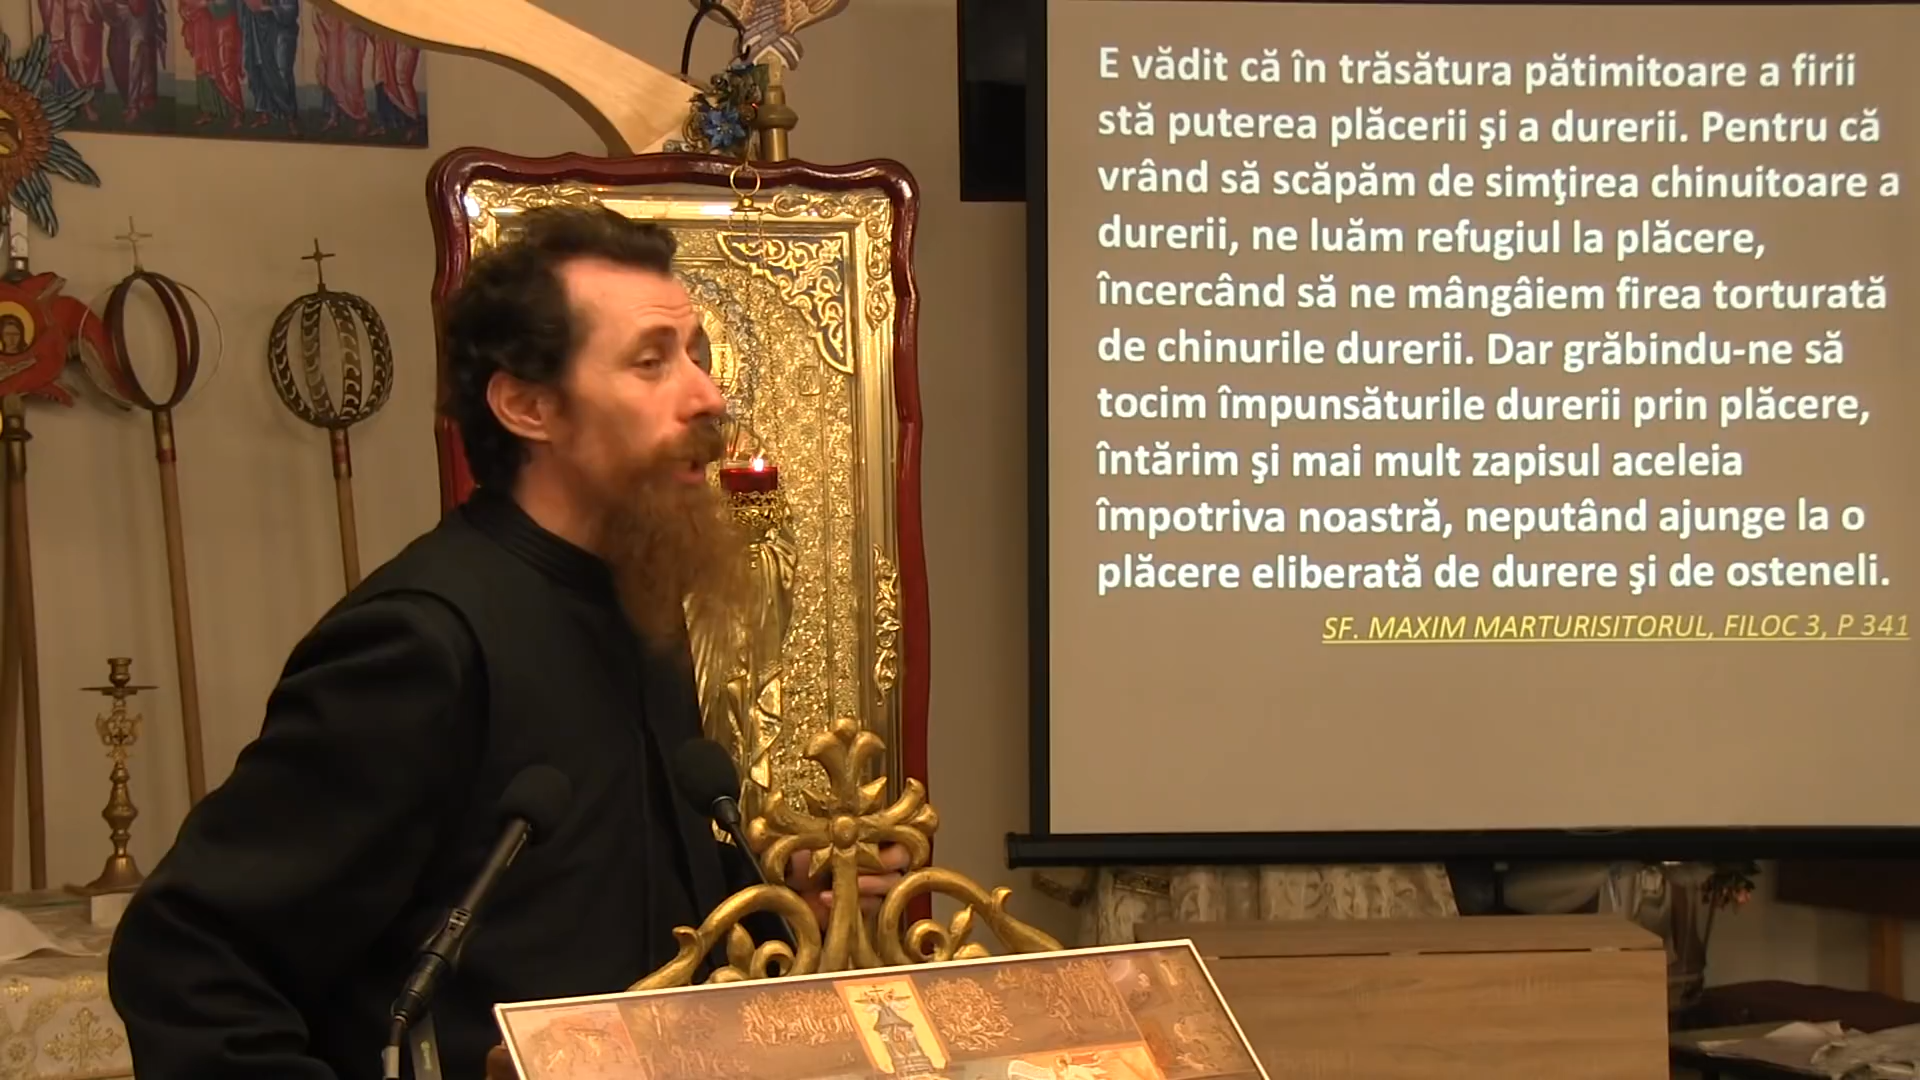 E vădit că în trăsătura pătimitoare a firii
stă puterea plăcerii şi a durerii. Pentru că
vrând să scăpăm de simţirea chinuitoare a
durerii, ne luăm refugiul la plăcere,
încercând să ne mângâiem firea torturată
de chinurile durerii. Dar grăbindu-ne să
tocim împunsăturile durerii prin plăcere,
întărim şi mai mult zapisul aceleia
împotriva noastră, neputând ajunge la o
plăcere eliberată de durere şi de osteneli.
SF. MAXIM MARTURISITORUL, FILOC 3, P 341